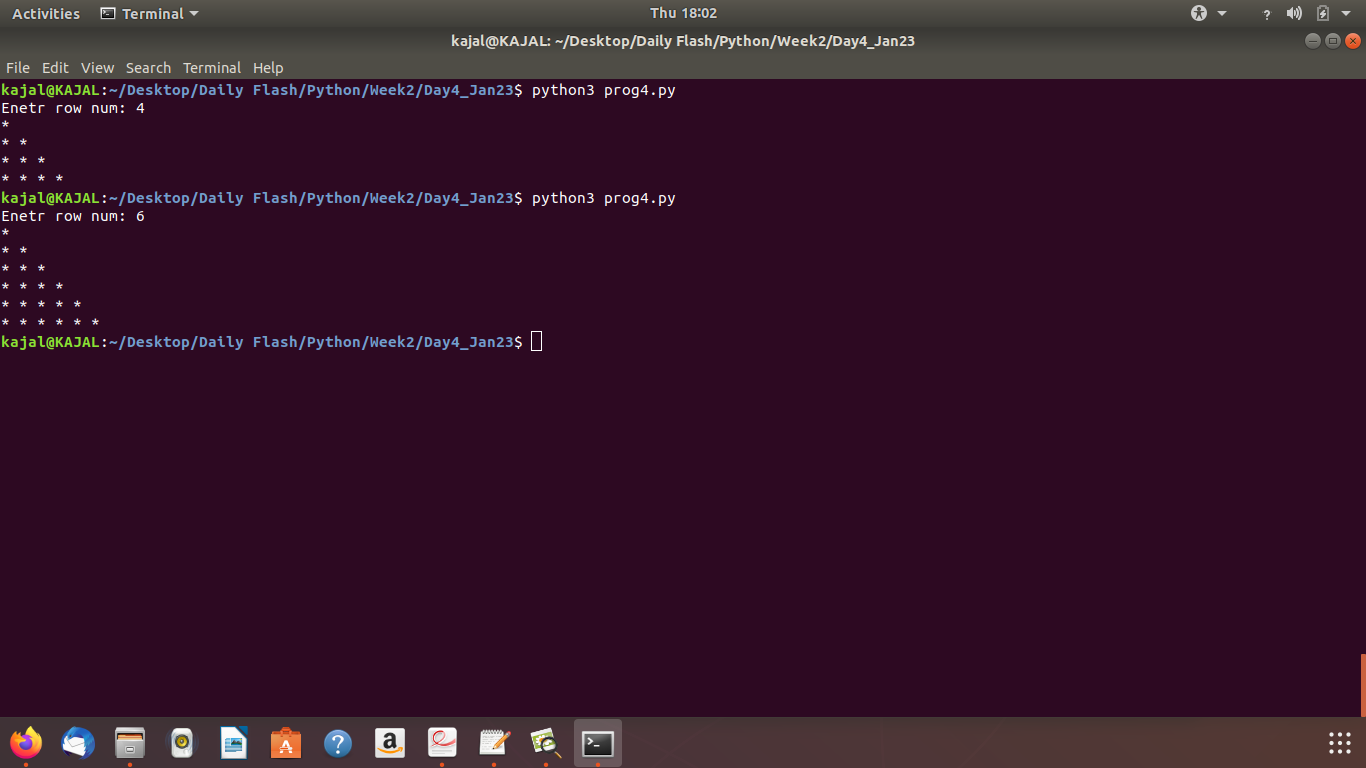 Activities Terminal Thu 18:02 ?
kajal@KAJAL: ~/Desktop/Daily Flash/Python/Week2/Day4_Jan23
File Edit View Search Terminal Help
kajal@KAJAL:~/Desktop/Daily Flash/Python/Week2/Day4_Jan23$ python3 prog4.py
Enetr row num: 4
*
* *
* * *
* * * *
kajal@KAJAL:~/Desktop/Daily Flash/Python/Week2/Day4_Jan23$ python3 prog4.py
Enetr row num: 6
*
* *
* * *
* * * *
* * * * *
* * * * * *
kajal@KAJAL:~/Desktop/Daily Flash/Python/Week2/Day4_Jan23$